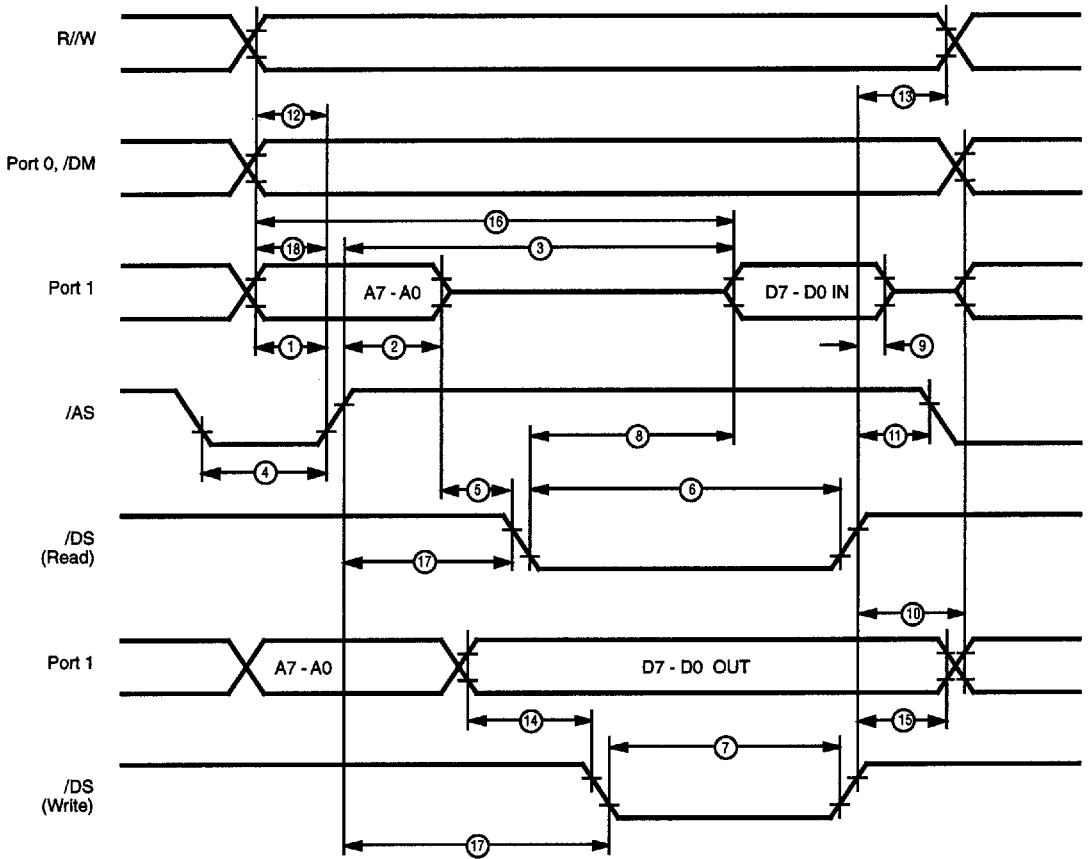 R//W
12
13
Port 0, /DM
16
18
3
Port 1
A7 - A0
D7 - D0 IN
1
2
9
/AS
8
11
4
5
6
/DS
(Read)
17
10
Port 1
A7 - A0
D7 - D0 OUT
14
15
7
/DS
(Write)
17